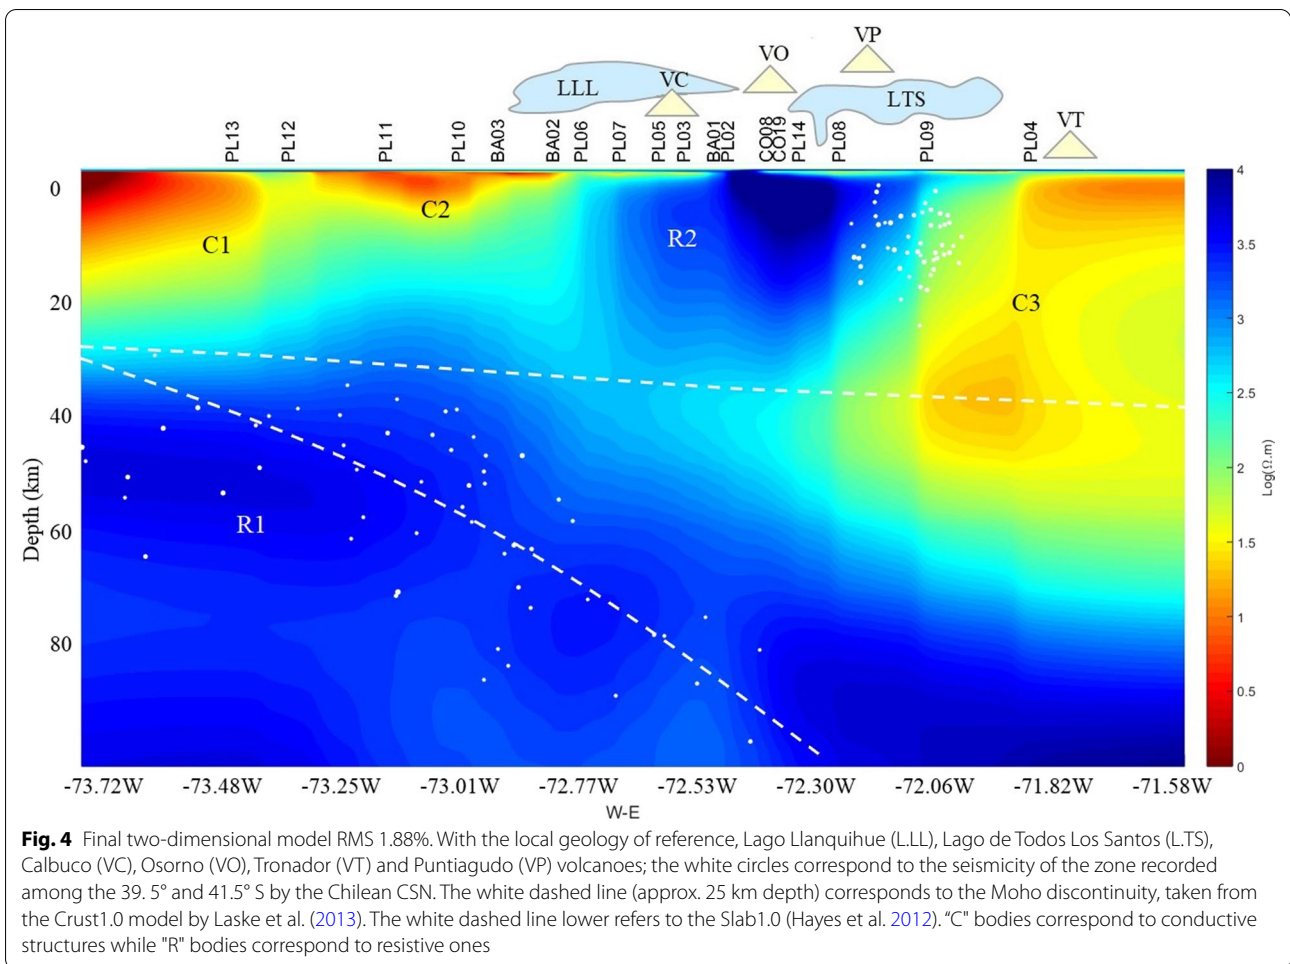 VP
VO
VC
LLL
LTS
VT
PL13
PL12
PL11
PL10
BA03
BA02
PL06
PL07
PL05
PL03
BA01
PL02
CO08
CO19
PL14
PL08
PL09
PL04
0
20
40
60
80
Depth (km)
C1
C2
R2
C3
R1
4
3.5
3
2.5
2
1.5
1
0.5
0
Log(Ω.m)
-73.72W -73.48W -73.25W -73.01W -72.77W -72.53W -72.30W -72.06W -71.82W -71.58W
W-E
Fig. 4 Final two-dimensional model RMS 1.88%. With the local geology of reference, Lago Llanquihue (L.LL), Lago de Todos Los Santos (L.TS),
Calbuco (VC), Osorno (VO), Tronador (VT) and Puntiagudo (VP) volcanoes; the white circles correspond to the seismicity of the zone recorded
among the 39. 5° and 41.5° S by the Chilean CSN. The white dashed line (approx. 25 km depth) corresponds to the Moho discontinuity, taken from
the Crust1.0 model by Laske et al. (2013). The white dashed line lower refers to the Slab1.0 (Hayes et al. 2012). “C” bodies correspond to conductive
structures while "R" bodies correspond to resistive ones